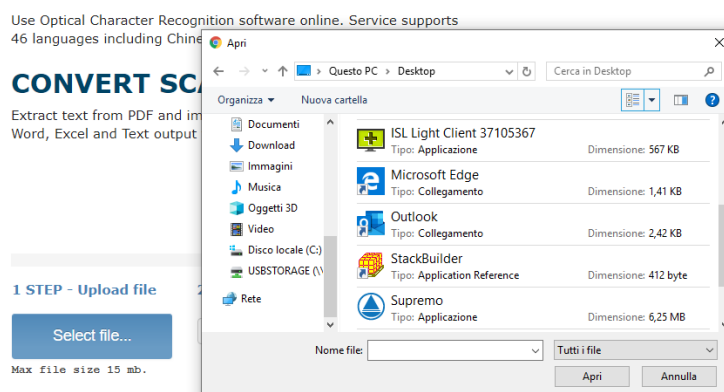 Use Optical Character Recognition software online. Service supports
46 languages including Chine
CONVERT SC
Extract text from PDF and im
Word, Excel and Text output
1 STEP - Upload file
2
Select file...
Max file size 15 mb.
Apri
Questo PC > Desktop
Cerca in Desktop
Organizza
Nuova cartella
Documenti
Download
Immagini
Musica
Oggetti 3D
Video
Disco locale (C:)
USBSTORAGE (\\
Rete
ISL Light Client 37105367
Tipo: Applicazione Dimensione: 567 KB
Microsoft Edge
Tipo: Collegamento Dimensione: 1,41 KB
Outlook
Tipo: Collegamento Dimensione: 2,42 KB
StackBuilder
Tipo: Application Reference Dimensione: 412 byte
Supremo
Tipo: Applicazione Dimensione: 6,25 MB
Nome file:
Tutti i file
Apri Annulla